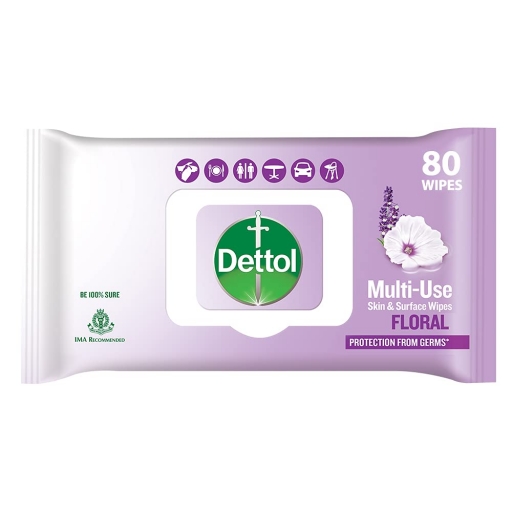 80
WIPES
Dettol
BE 100% SURE
IMA RECOMMENDED
Multi-Use
Skin & Surface Wipes
FLORAL
PROTECTION FROM GERMS*